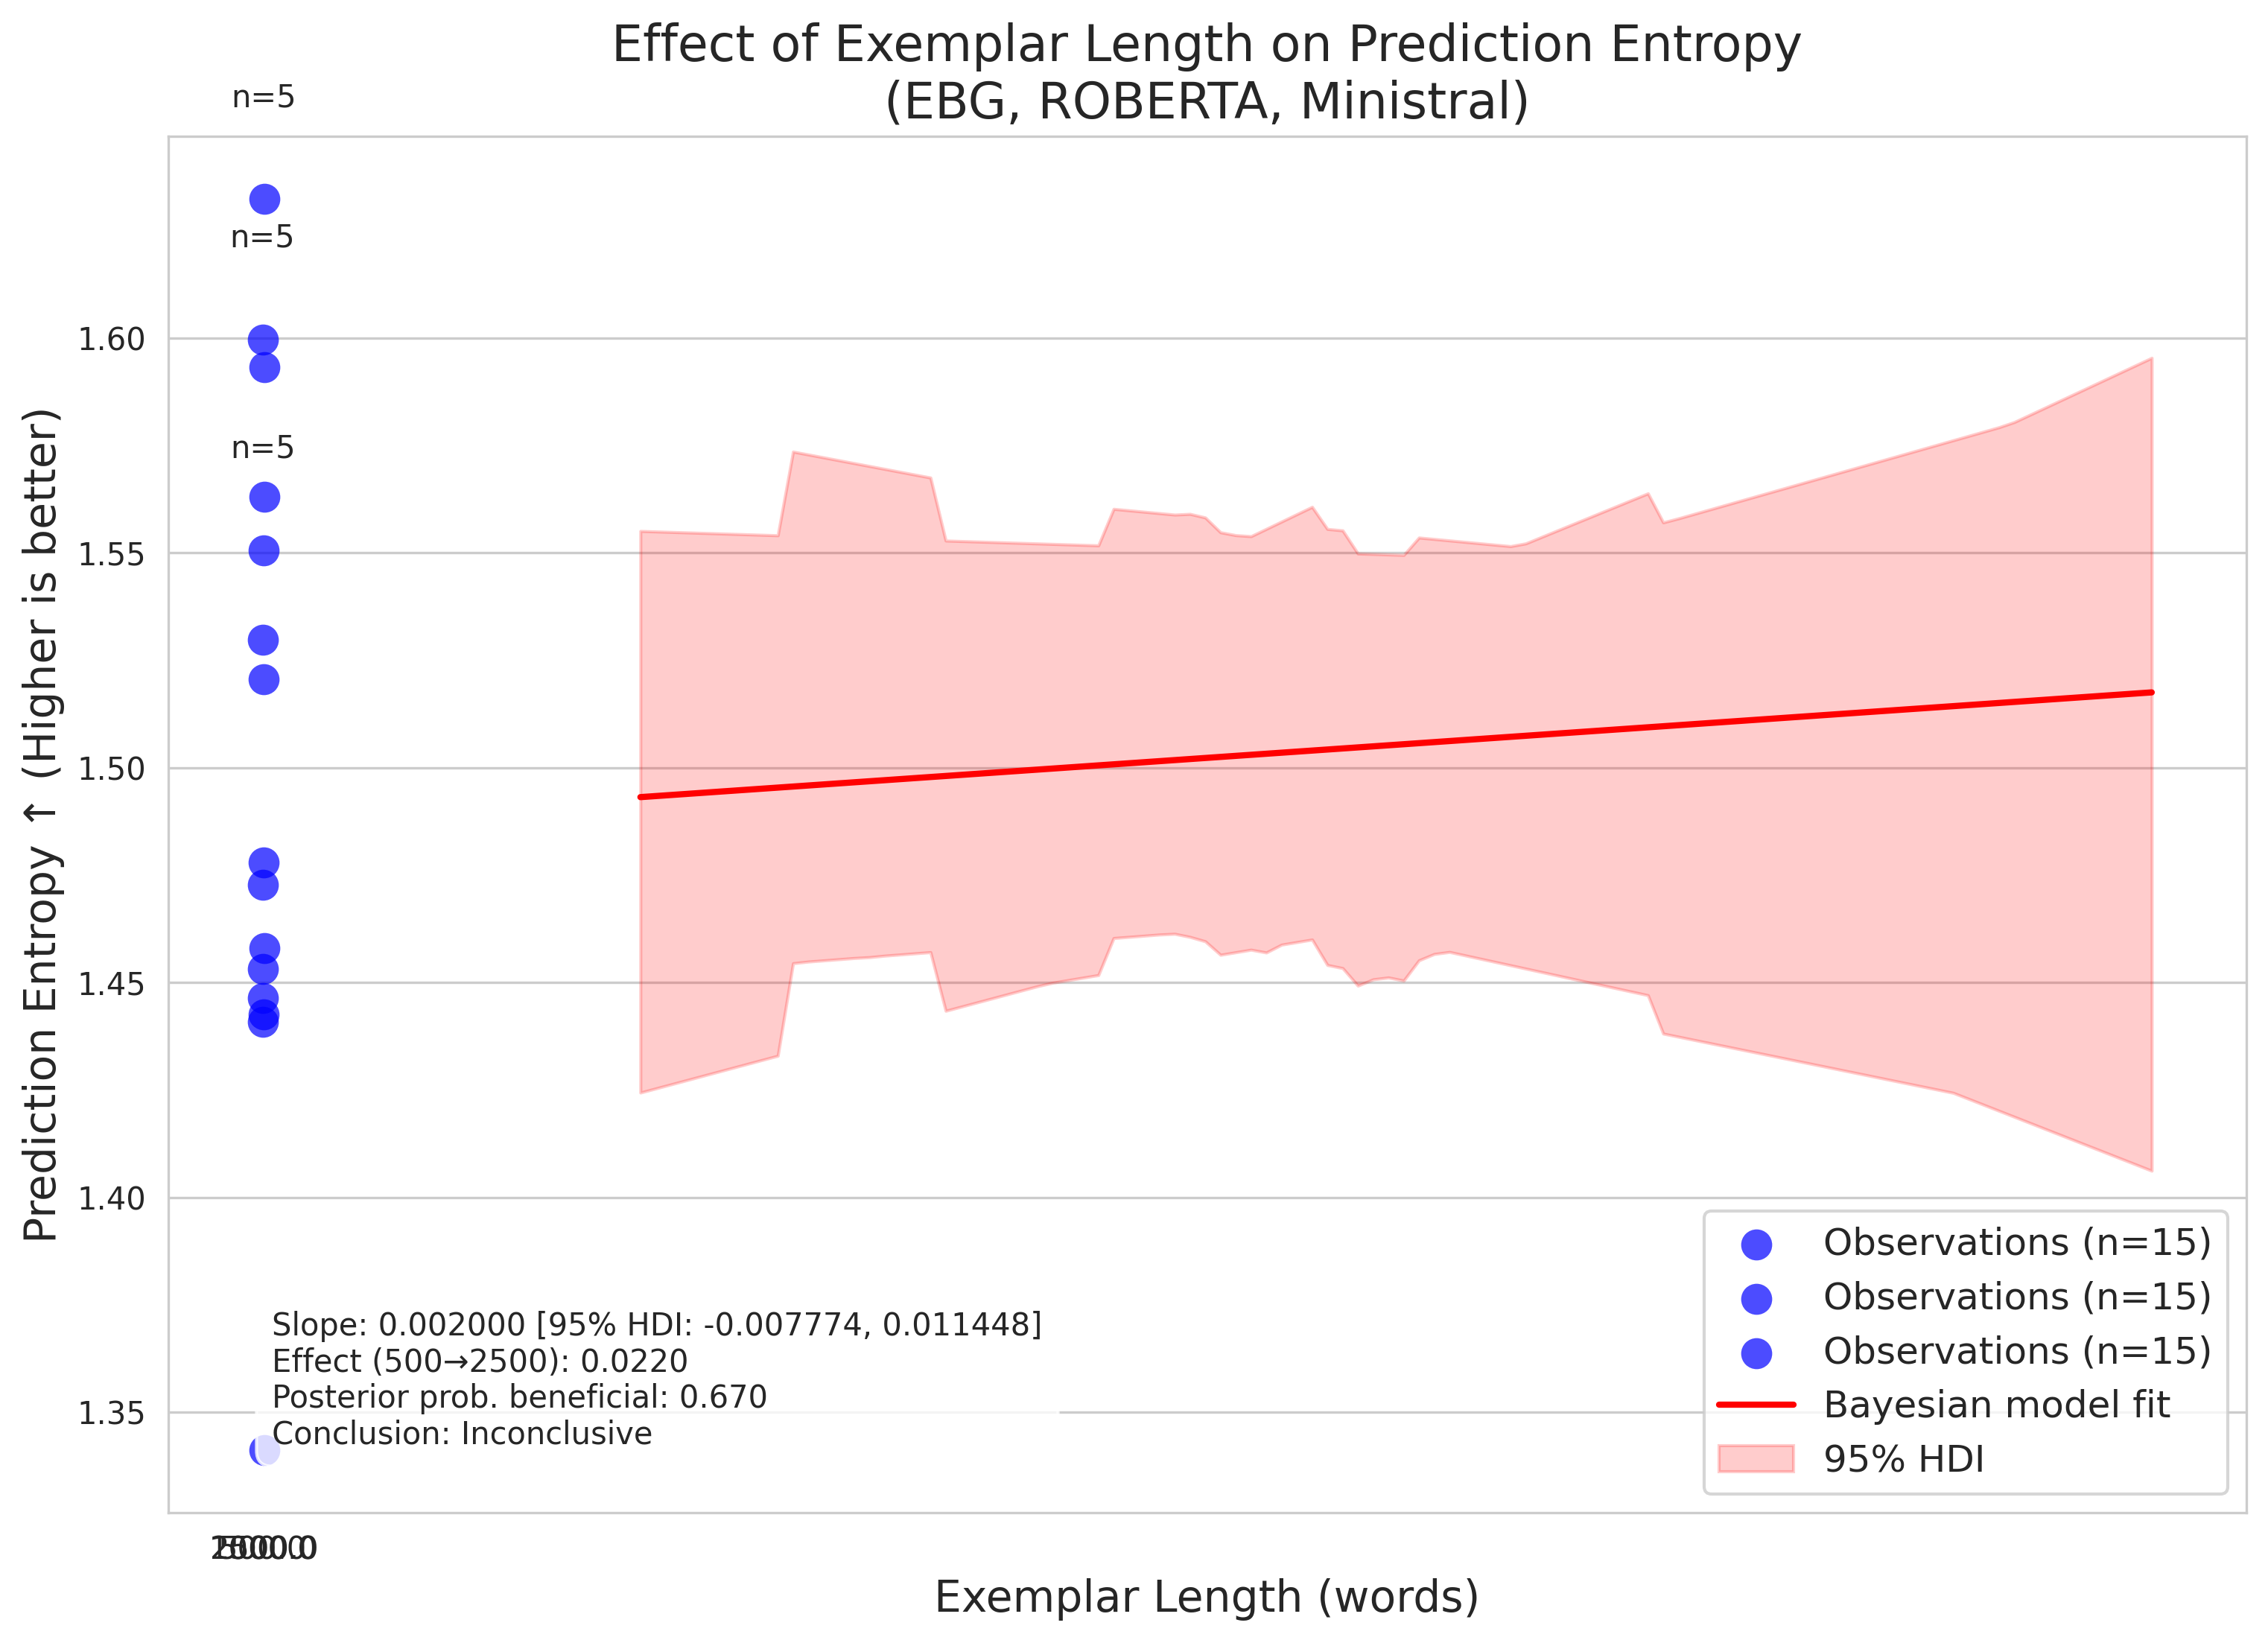 Effect of Exemplar Length on Prediction Entropy
(EBG, ROBERTA, Ministral)
n=5
n=5
n=5
Prediction Entropy ↑ (Higher is better)
1.60
1.55
1.50
1.45
1.40
1.35
Slope: 0.002000 [95% HDI: -0.007774, 0.011448]
Effect (500→2500): 0.0220
Posterior prob. beneficial: 0.670
Conclusion: Inconclusive
Observations (n=15)
Observations (n=15)
Observations (n=15)
Bayesian model fit
95% HDI
Exemplar Length (words)